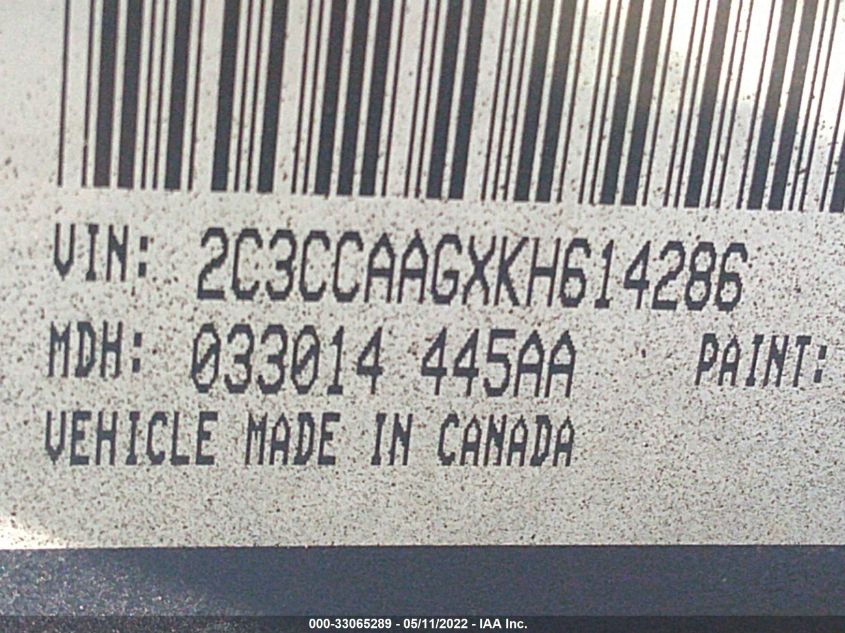 VIN: 2C3CCAAGXKH614286
MDH: 033014 445AA PAINT:
VEHICLE MADE IN CANADA
000-33065289 - 05/11/2022 - IAA Inc.